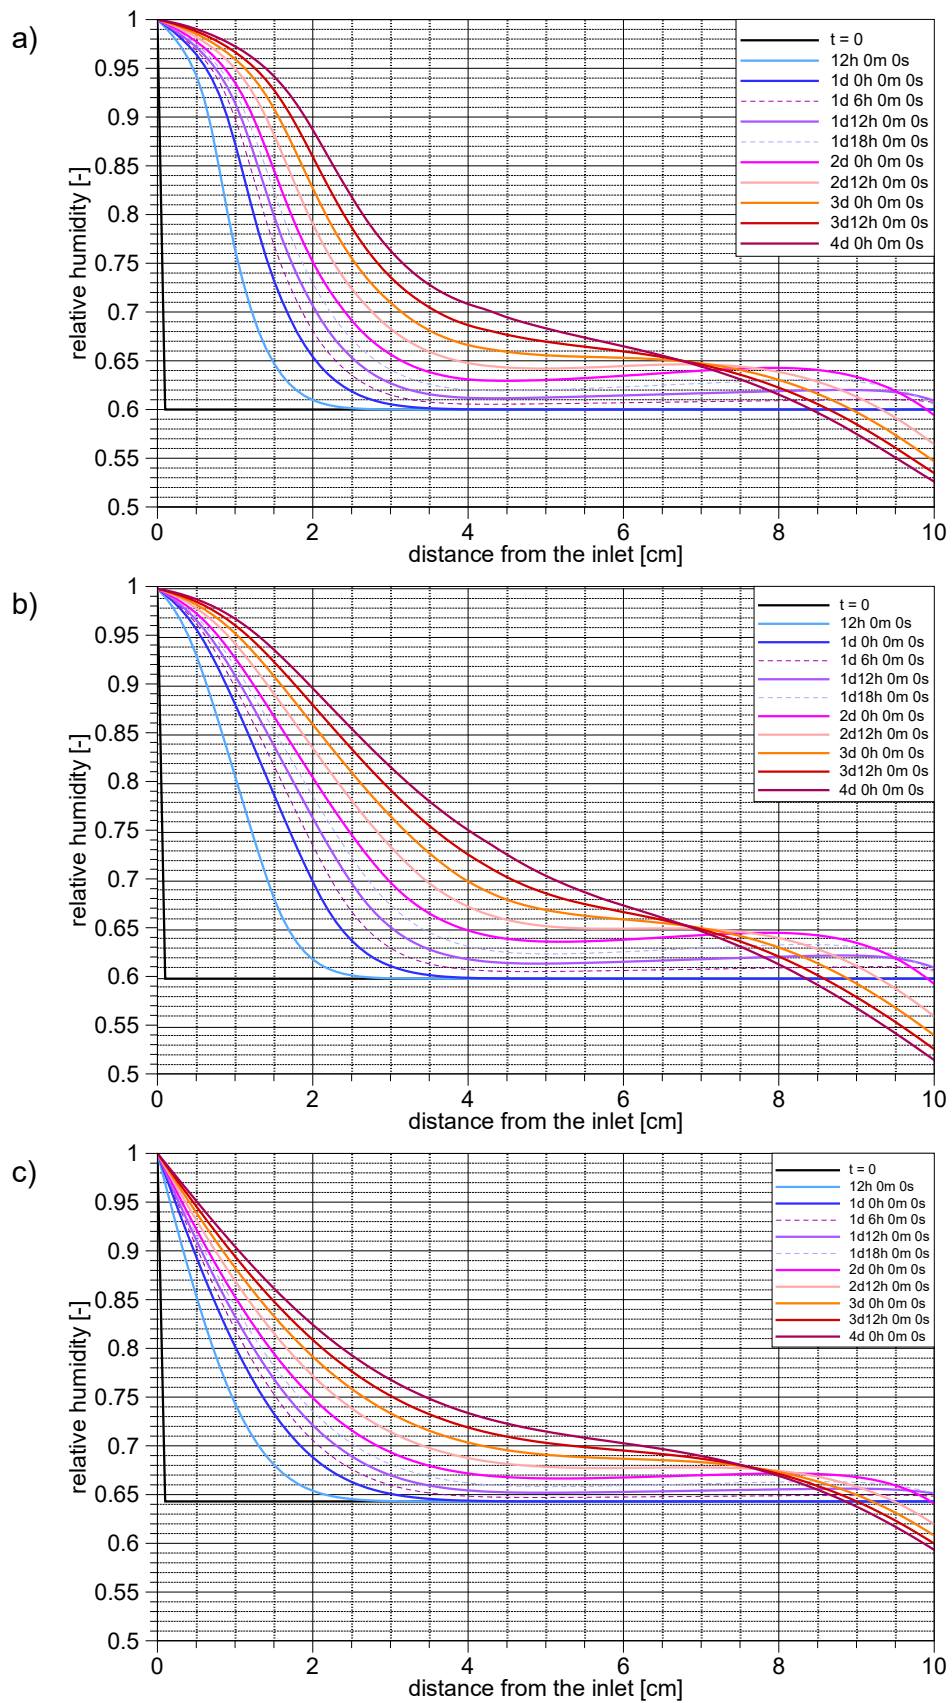 a)
relative humidity [-]
1
0.95
0.9
0.85
0.8
0.75
0.7
0.65
0.6
0.55
0.5
0
2
4
6
8
10
distance from the inlet [cm]
t = 0
12h 0m 0s
1d 0h 0m 0s
1d 6h 0m 0s
1d12h 0m 0s
1d18h 0m 0s
2d 0h 0m 0s
2d12h 0m 0s
3d 0h 0m 0s
3d12h 0m 0s
4d 0h 0m 0s
b)
relative humidity [-]
1
0.95
0.9
0.85
0.8
0.75
0.7
0.65
0.6
0.55
0.5
0
2
4
6
8
10
distance from the inlet [cm]
t = 0
12h 0m 0s
1d 0h 0m 0s
1d 6h 0m 0s
1d12h 0m 0s
1d18h 0m 0s
2d 0h 0m 0s
2d12h 0m 0s
3d 0h 0m 0s
3d12h 0m 0s
4d 0h 0m 0s
c)
relative humidity [-]
1
0.95
0.9
0.85
0.8
0.75
0.7
0.65
0.6
0.55
0.5
0
2
4
6
8
10
distance from the inlet [cm]
t = 0
12h 0m 0s
1d 0h 0m 0s
1d 6h 0m 0s
1d12h 0m 0s
1d18h 0m 0s
2d 0h 0m 0s
2d12h 0m 0s
3d 0h 0m 0s
3d12h 0m 0s
4d 0h 0m 0s